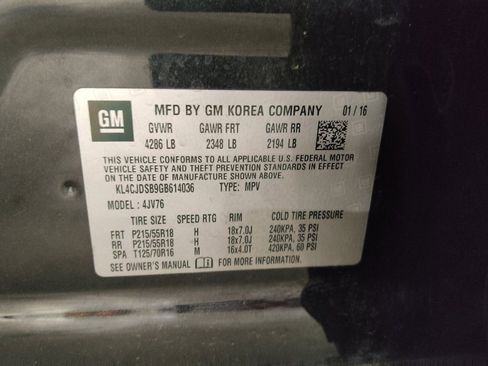 GM
MFD BY GM KOREA COMPANY 01 / 16
GVWR GAWR FRT GAWR RR
4286 LB 2348 LB 2194 LB
THIS VEHICLE CONFORMS TO ALL APPLICABLE U.S. FEDERAL MOTOR
VEHICLE SAFETY AND THEFT PREVENTION STANDARDS IN EFFECT
ON THE DATE OF MANUFACTURE SHOWN ABOVE.
KL4CJDSB9GB614036 TYPE: MPV
MODEL: 4JV76
TIRE SIZE SPEED RTG RIM COLD TIRE PRESSURE
FRT P215/55R18 H 18x7.0J 240KPA, 35 PSI
RR P215/55R18 H 18x7.0J 240KPA, 35 PSI
SPA T125/70R16 M 16x4.0T 420KPA, 60 PSI
SEE OWNER'S MANUAL FOR MORE INFORMATION